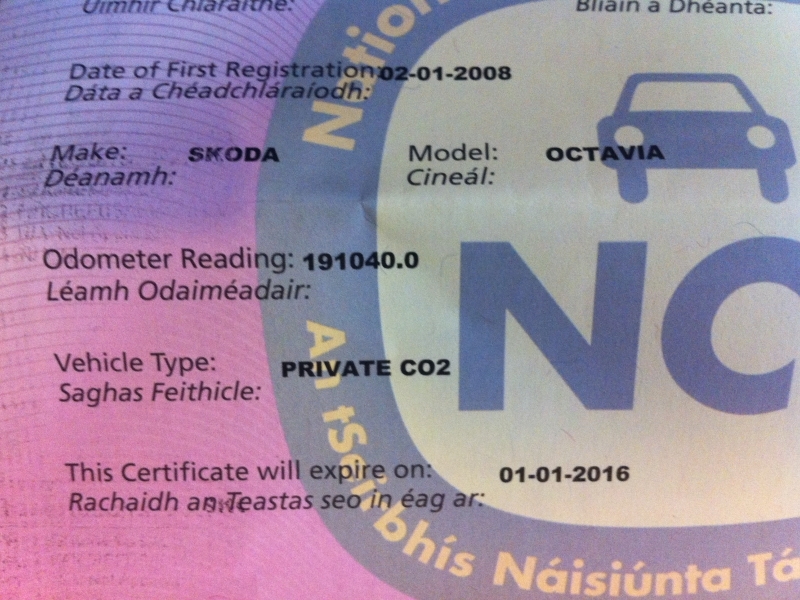 Uimhir Chláraithe:
Bliain a Dhéanta:
Date of First Registration: 02-01-2008
Dáta a Chéadchláraíodh:
Make: SKODA
Déanamh:
Model: OCTAVIA
Cineál:
Odometer Reading: 191040.0
Léamh Odaiméadair:
Vehicle Type: PRIVATE CO2
Saghas Feithicle:
This Certificate will expire on: 01-01-2016
Rachaidh an Teastas seo in éag ar:
Nation
NC
An tSeirbhís Náisiúnta Tá